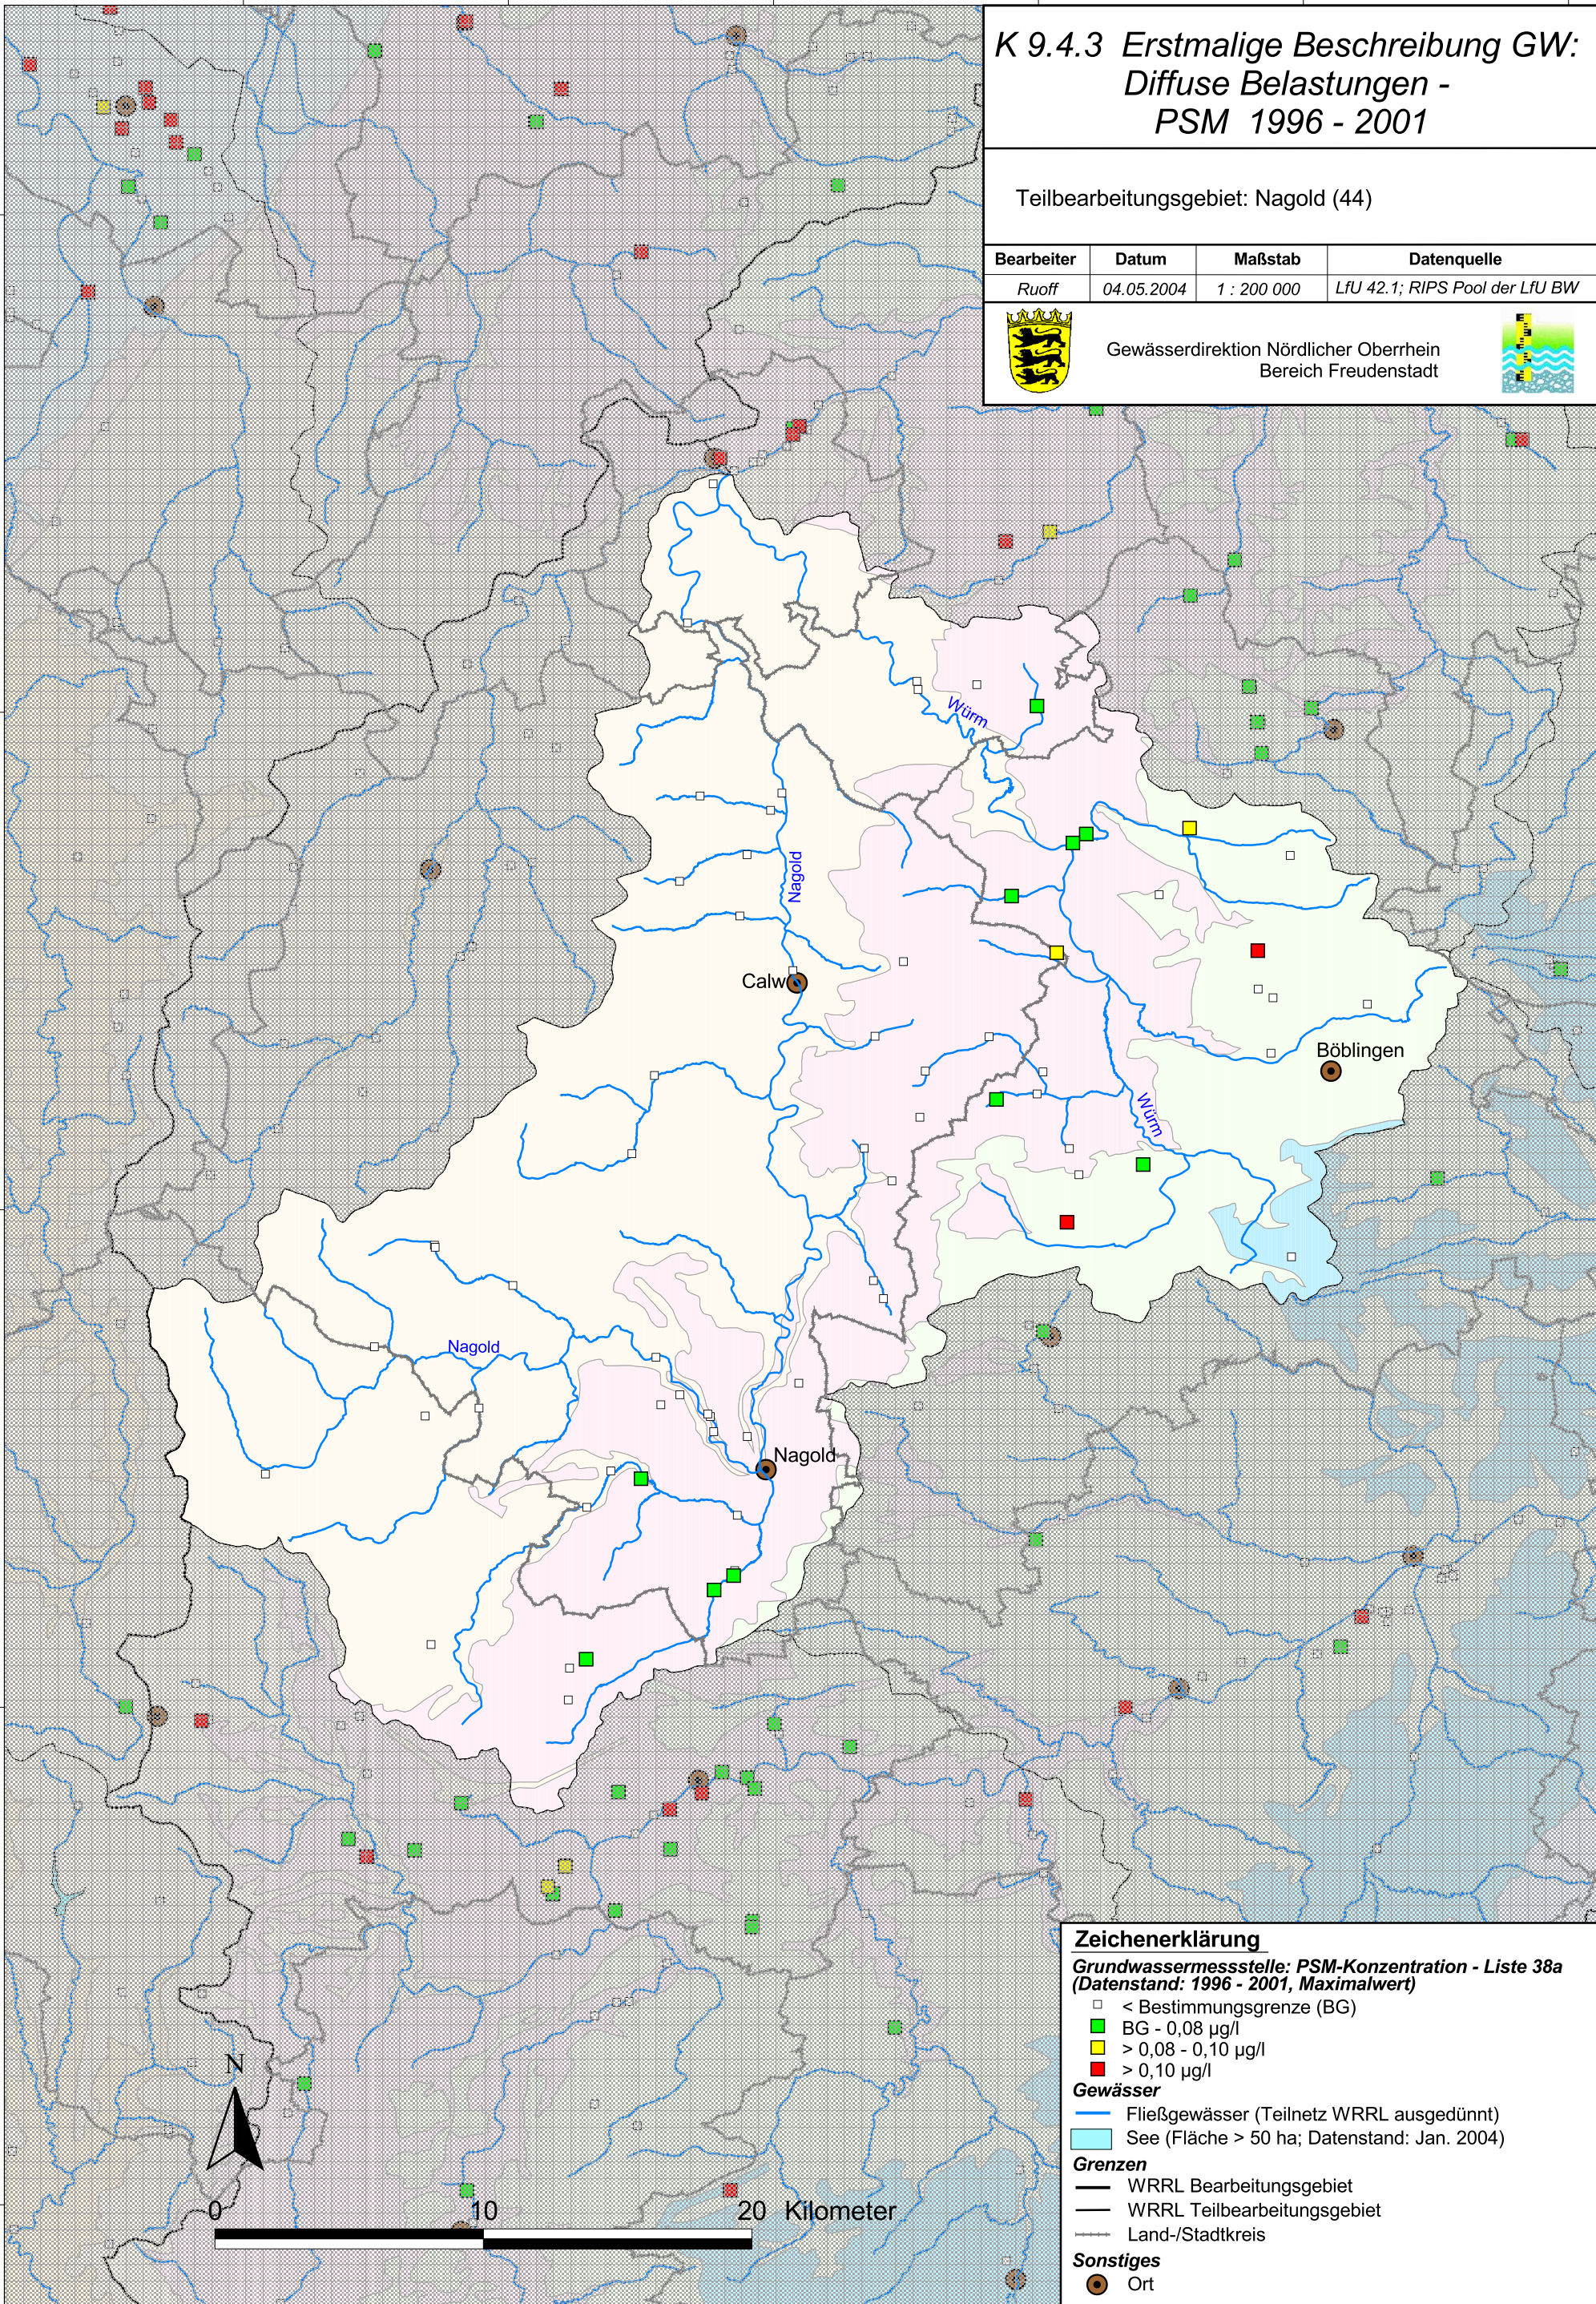 K 9.4.3 Erstmalige Beschreibung GW:
Diffuse Belastungen -
PSM 1996 - 2001
Teilbearbeitungsgebiet: Nagold (44)
Bearbeiter Datum Maßstab Datenquelle
Ruoff 04.05.2004 1 : 200 000 LfU 42.1; RIPS Pool der LfU BW
Gewässerdirektion Nördlicher Oberrhein
Bereich Freudenstadt
Würm
Nagold
Calw
Böblingen
Würm
Nagold
Nagold
N
0 10 20 Kilometer
Zeichenerklärung
Grundwassermessstelle: PSM-Konzentration - Liste 38a
(Datenstand: 1996 - 2001, Maximalwert)
< Bestimmungsgrenze (BG)
BG - 0,08 µg/l
> 0,08 - 0,10 µg/l
> 0,10 µg/l
Gewässer
Fließgewässer (Teilnetz WRRL ausgedünnt)
See (Fläche > 50 ha; Datenstand: Jan. 2004)
Grenzen
WRRL Bearbeitungsgebiet
WRRL Teilbearbeitungsgebiet
Land-/Stadtkreis
Sonstiges
Ort